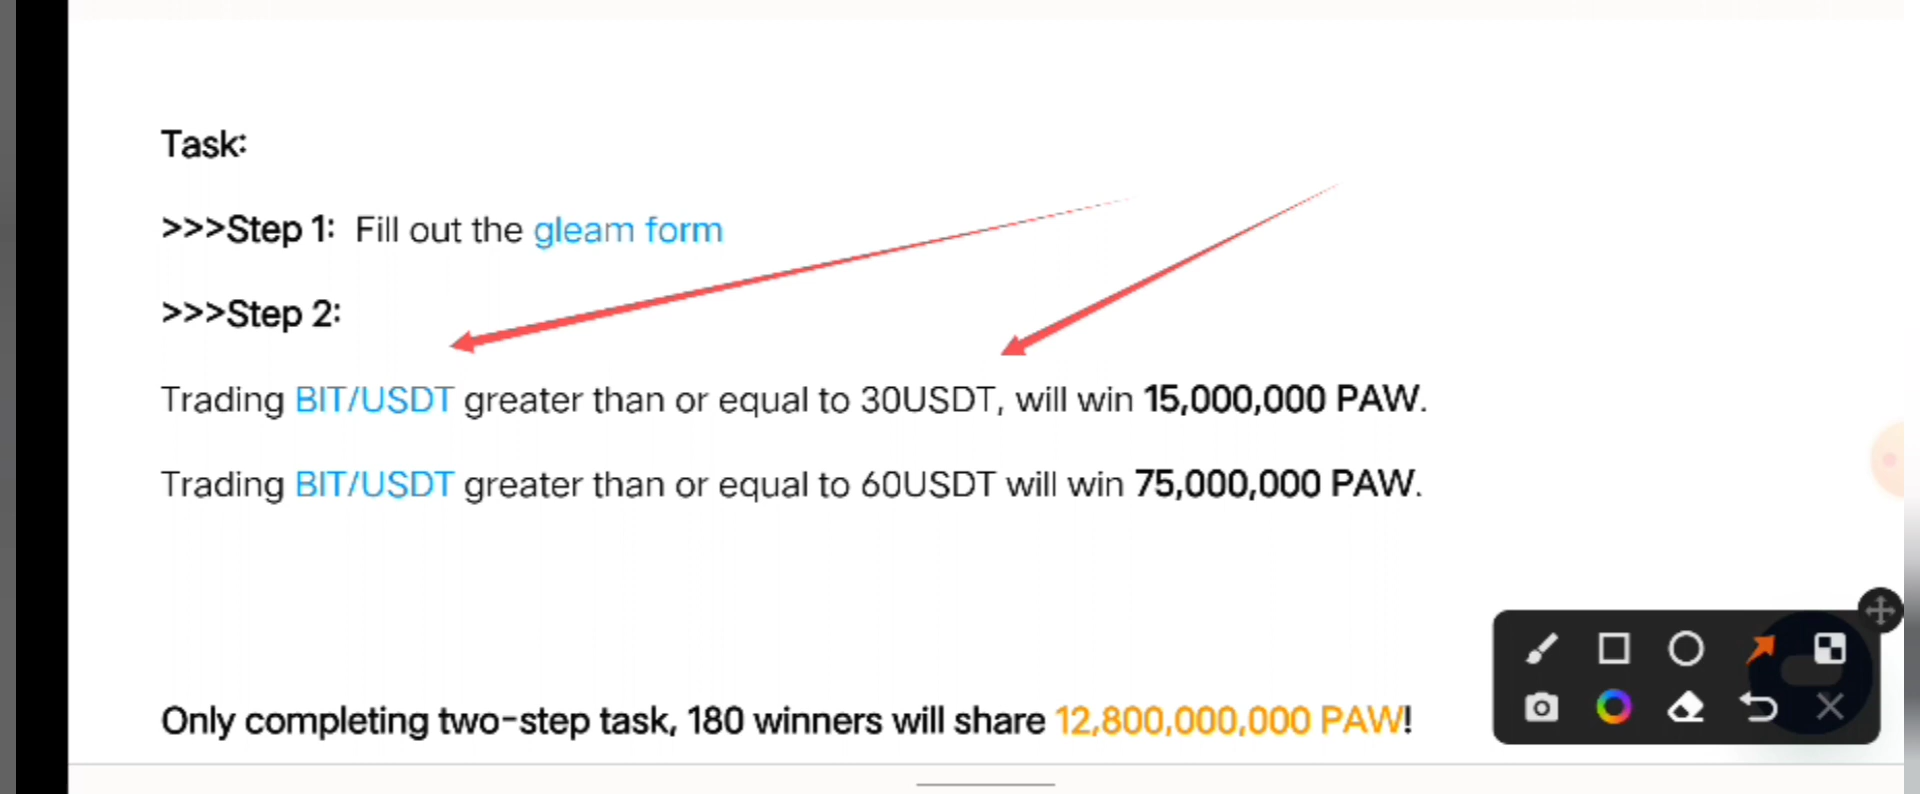 Task:
>>>Step 1: Fill out the gleam form
>>>Step 2:
Trading BIT/USDT greater than or equal to 30USDT, will win 15,000,000 PAW.
Trading BIT/USDT greater than or equal to 60USDT will win 75,000,000 PAW.
Only completing two-step task, 180 winners will share 12,800,000,000 PAW!